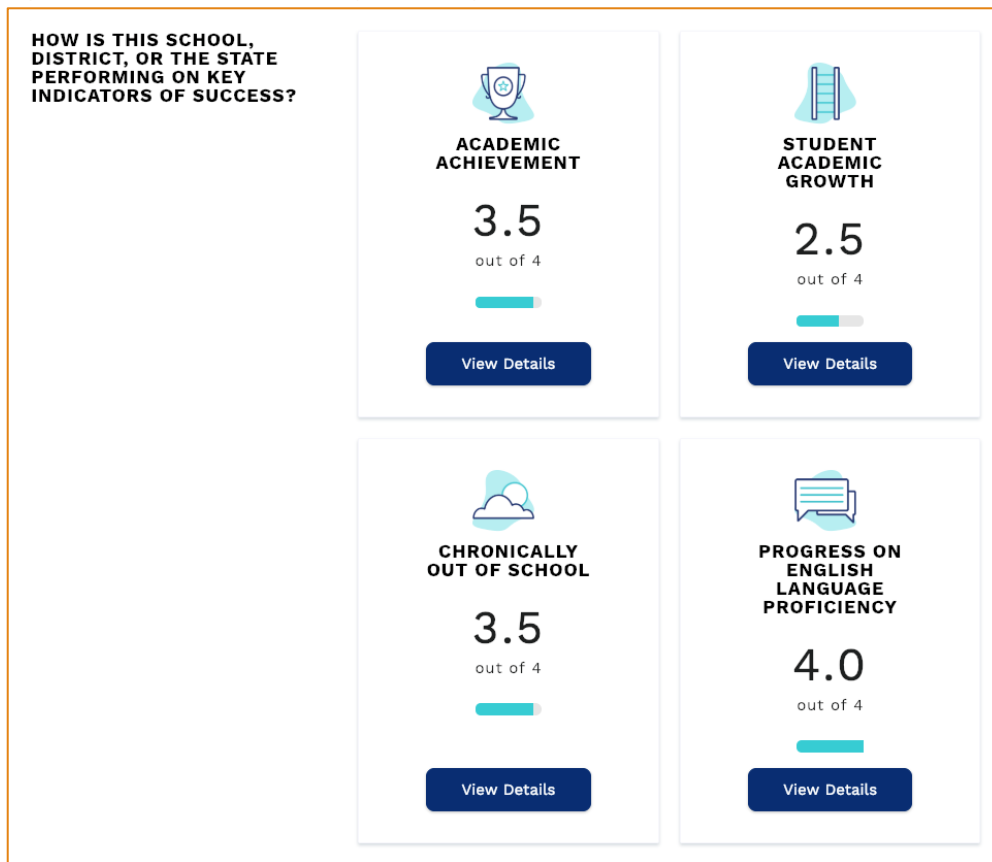 HOW IS THIS SCHOOL,
DISTRICT, OR THE STATE
PERFORMING ON KEY
INDICATORS OF SUCCESS?
ACADEMIC
ACHIEVEMENT
3.5
out of 4
View Details
STUDENT
ACADEMIC
GROWTH
2.5
out of 4
View Details
CHRONICALLY
OUT OF SCHOOL
3.5
out of 4
View Details
PROGRESS ON
ENGLISH
LANGUAGE
PROFICIENCY
4.0
out of 4
View Details